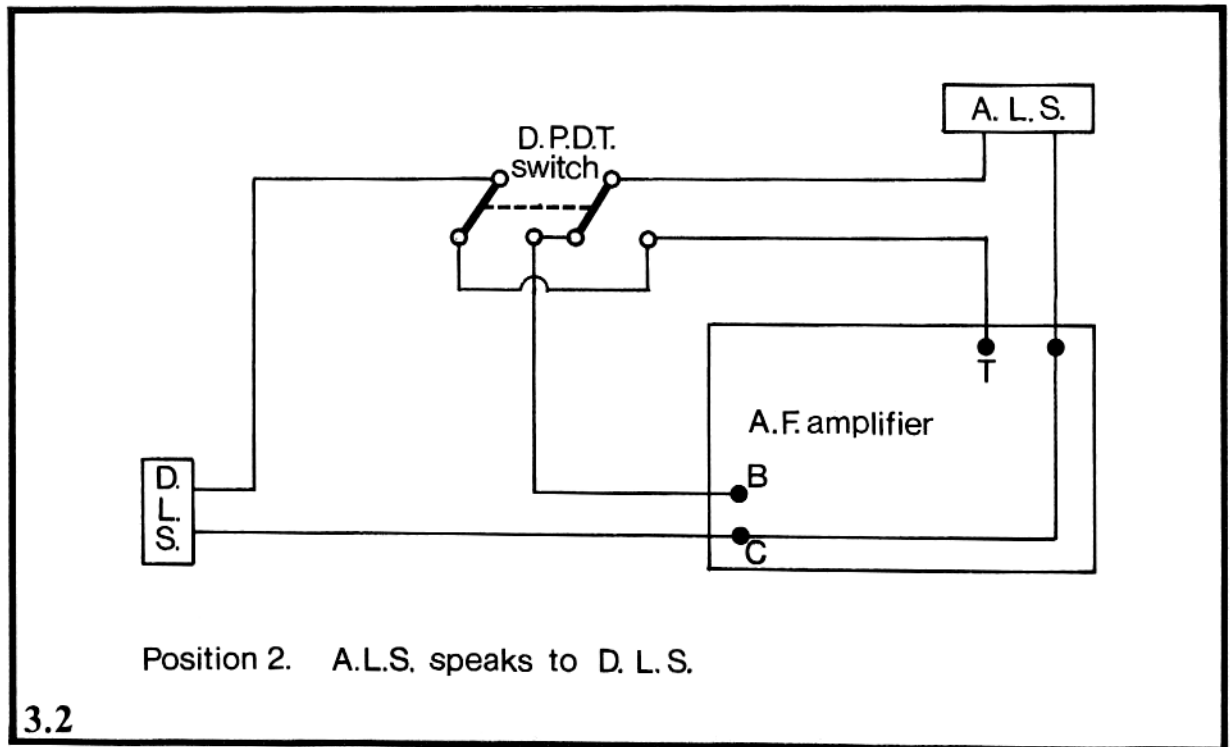 A. L. S.
D.P.D.T.
switch
T
A.F. amplifier
B
D.
L.
S.
C
Position 2. A.L.S. speaks to D. L. S.
3.2